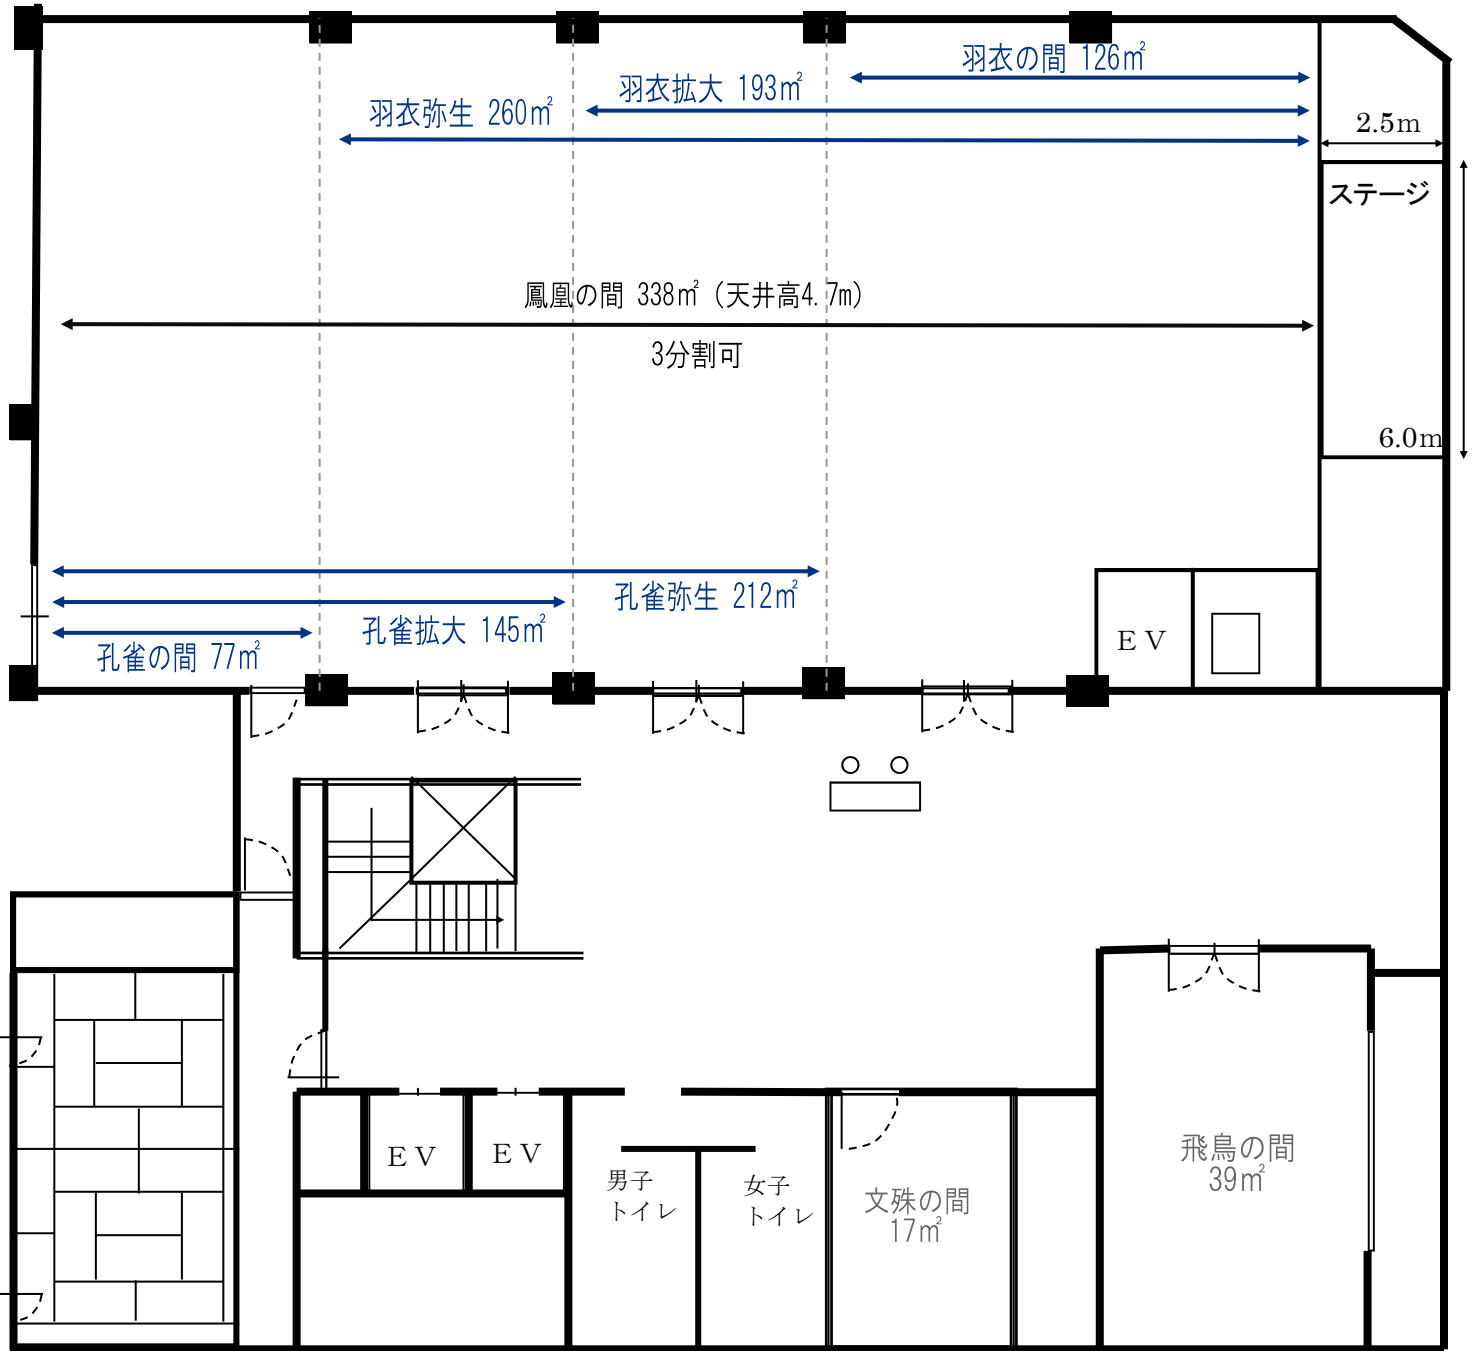 羽衣の間 126㎡
羽衣拡大 193㎡
羽衣弥生 260㎡
2.5m
ステージ
鳳凰の間 338㎡（天井高4.7m）
3分割可
6.0m
孔雀弥生 212㎡
孔雀拡大 145㎡
孔雀の間 77㎡
ＥＶ
ＥＶ
ＥＶ
男子
トイレ
女子
トイレ
文殊の間
17㎡
飛鳥の間
39㎡